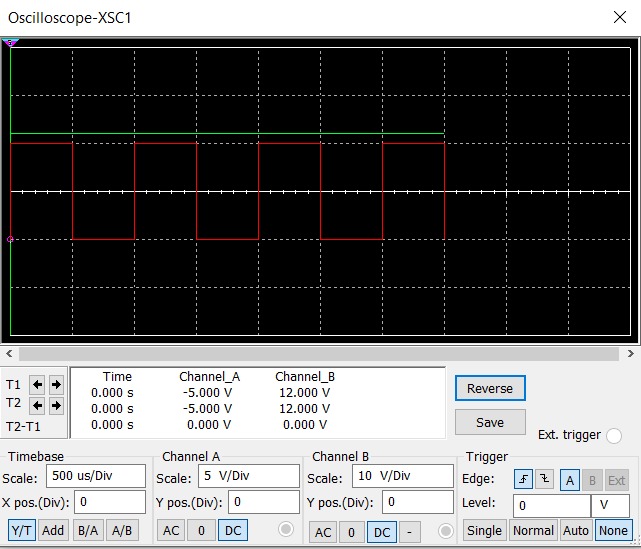 Oscilloscope-XSC1
T1
T2
T2-T1
Time Channel_A Channel_B
0.000 s -5.000 V 12.000 V
0.000 s -5.000 V 12.000 V
0.000 s 0.000 V 0.000 V
Reverse
Save
Ext. trigger
Timebase
Scale: 500 us/Div
X pos.(Div): 0
Y/T Add B/A A/B
Channel A
Scale: 5 V/Div
Y pos.(Div): 0
AC 0 DC
Channel B
Scale: 10 V/Div
Y pos.(Div): 0
AC 0 DC -
Trigger
Edge: A B Ext
Level: 0 V
Single Normal Auto None